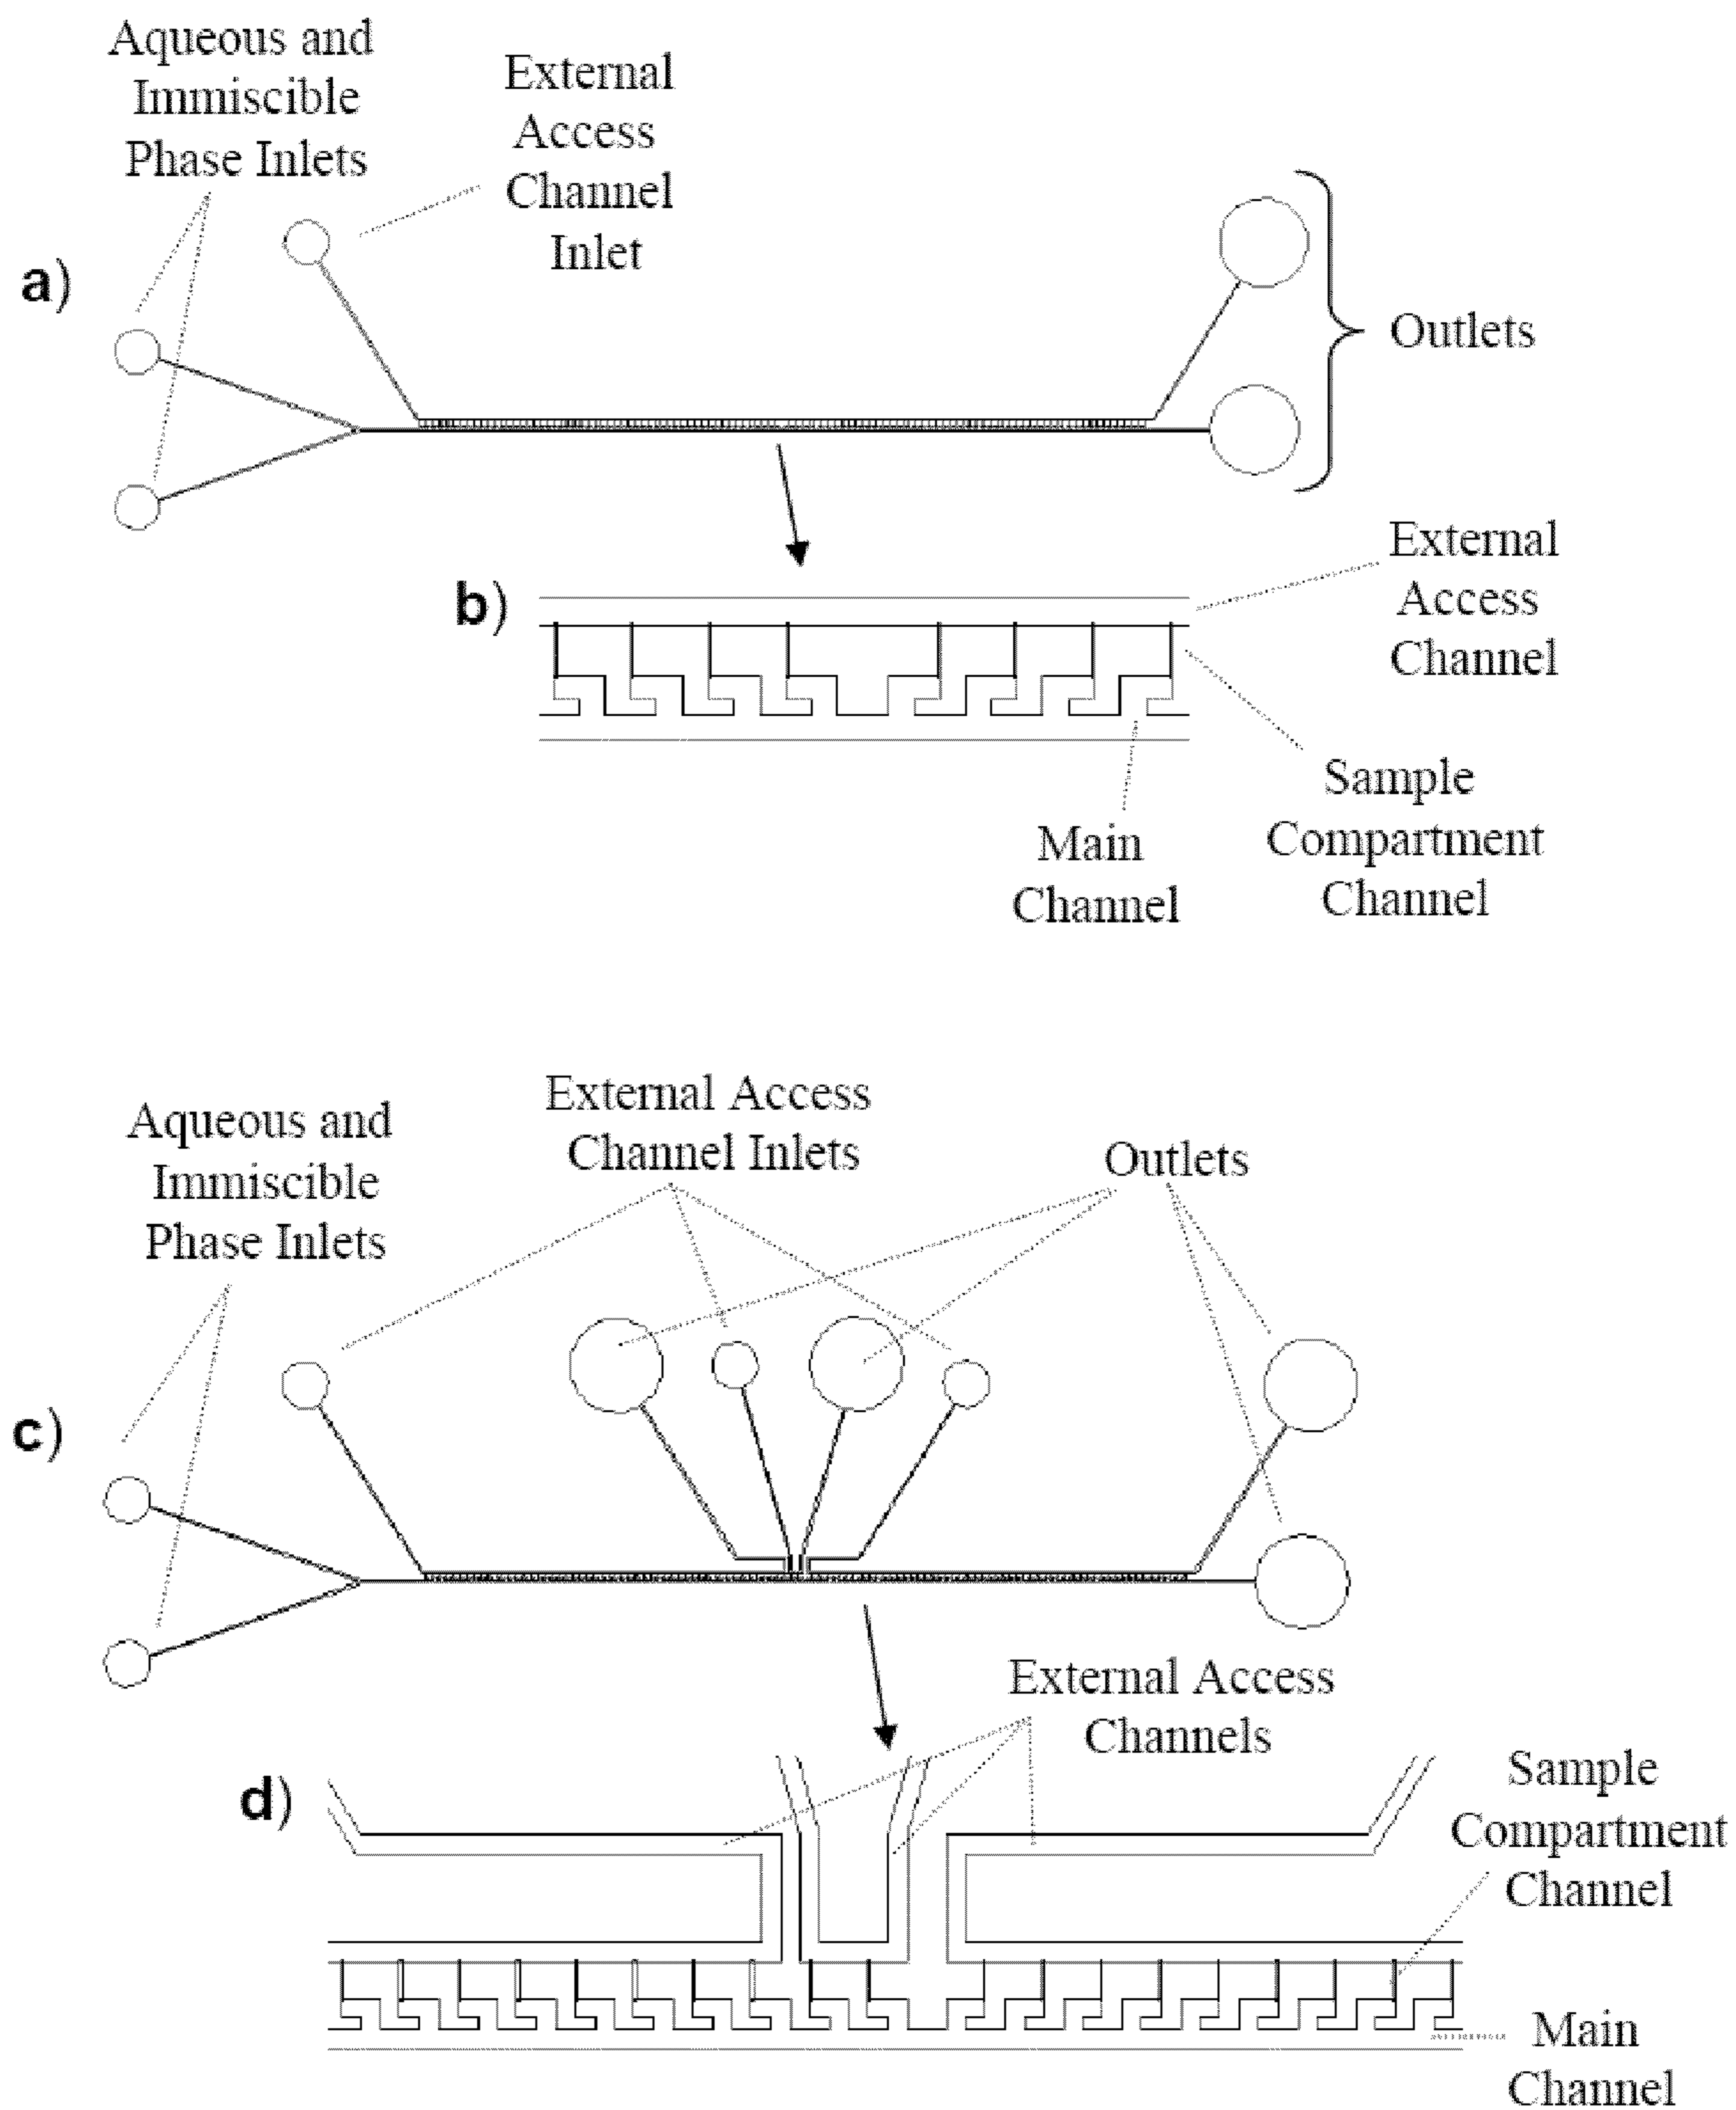 Aqueous and
Immiscible
Phase Inlets
External
Access
Channel
Inlet
a)
Outlets
b)
External
Access
Channel
Sample
Compartment
Channel
Main
Channel
External Access
Channel Inlets
Aqueous and
Immiscible
Phase Inlets
Outlets
c)
External Access
Channels
d)
Sample
Compartment
Channel
Main
Channel